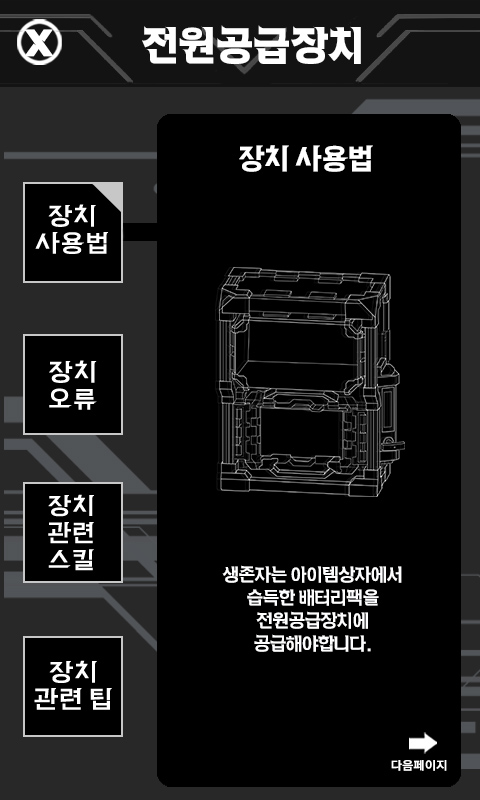 X
전원공급장치
장치 사용법
장치
사용법
장치
오류
장치
관련
스킬
장치
관련 팁
생존자는 아이템상자에서
습득한 배터리팩을
전원공급장치에
공급해야합니다.
다음페이지